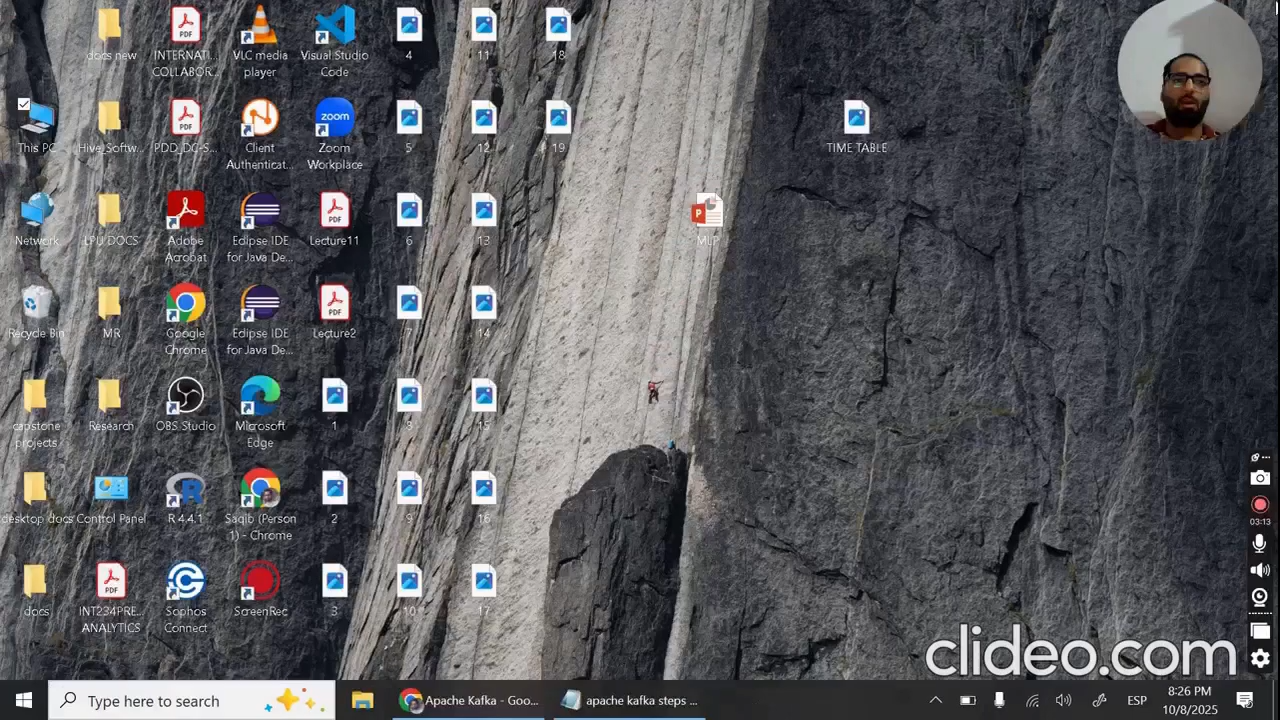 docs new
INTERNATI...
COLLABOR...
VLC media
player
Visual Studio
Code
4
11
18
This PC
Hive_Softw...
PDD_DC-S...
Client
Authenticat...
zoom
Zoom
Workplace
5
12
19
TIME TABLE
Network
LPU DOCS
Adobe
Acrobat
Eclipse IDE
for Java De...
PDF
Lecture11
6
13
MLP
Recycle Bin
MR
Google
Chrome
Eclipse IDE
for Java De...
PDF
Lecture2
7
14
capstone
projects
Research
OBS Studio
Microsoft
Edge
1
8
15
desktop docs
Control Panel
R 4.4.1
Saqib (Person
1) - Chrome
2
9
16
docs
PDF
INT234PRE...
ANALYTICS
Sophos
Connect
ScreenRec
3
10
17
03:13
clideo.com
Type here to search
Apache Kafka - Goo...
apache kafka steps ...
ESP
8:26 PM
10/8/2025